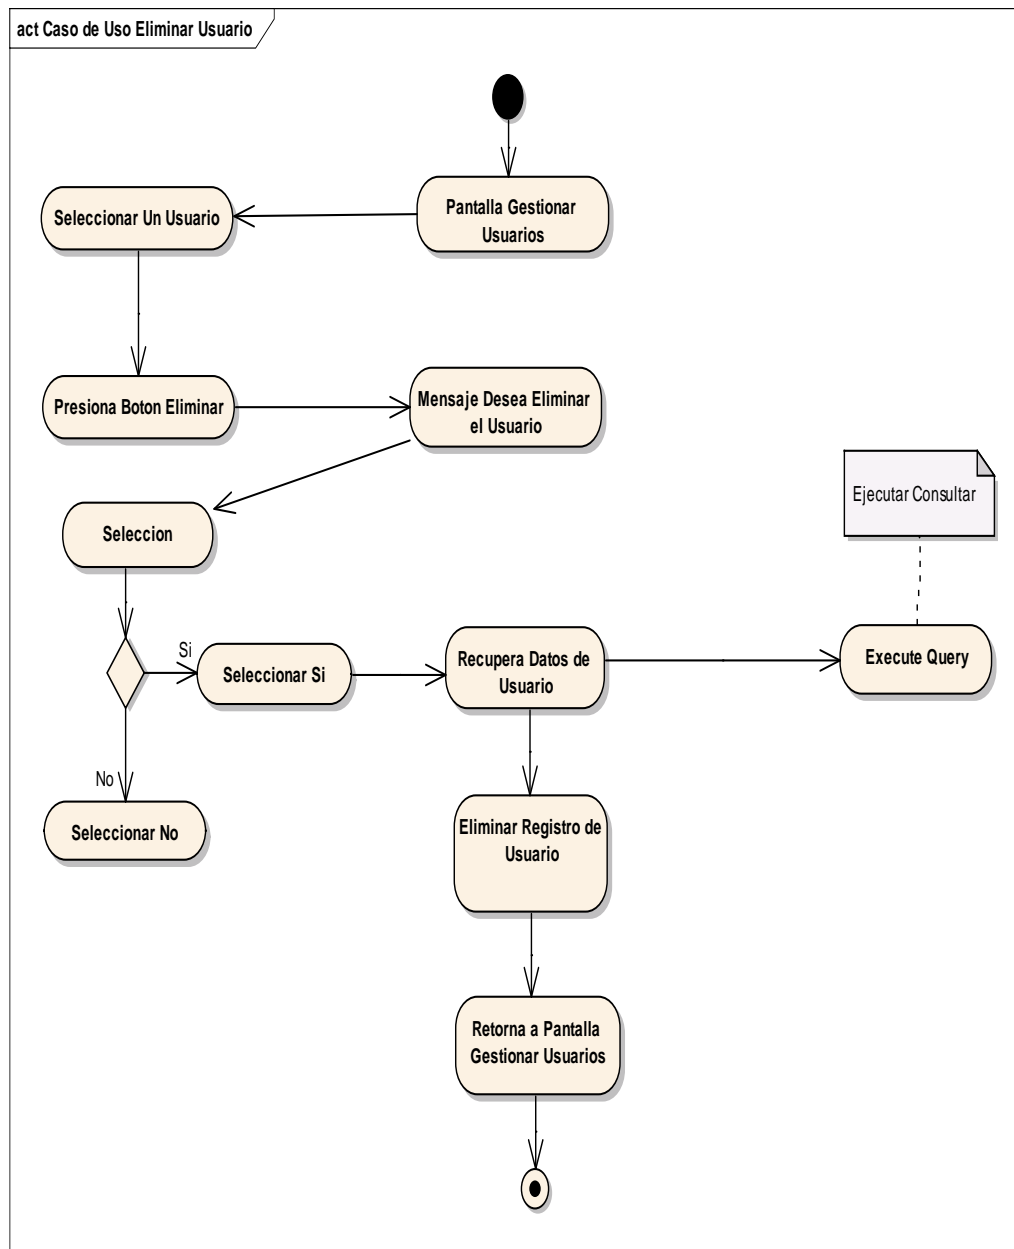 act Caso de Uso Eliminar Usuario
Pantalla Gestionar
Usuarios
Seleccionar Un Usuario
Presiona Boton Eliminar
Mensaje Desea Eliminar
el Usuario
Ejecutar Consultar
Seleccion
Si
Seleccionar Si
Recupera Datos de
Usuario
Execute Query
No
Seleccionar No
Eliminar Registro de
Usuario
Retorna a Pantalla
Gestionar Usuarios